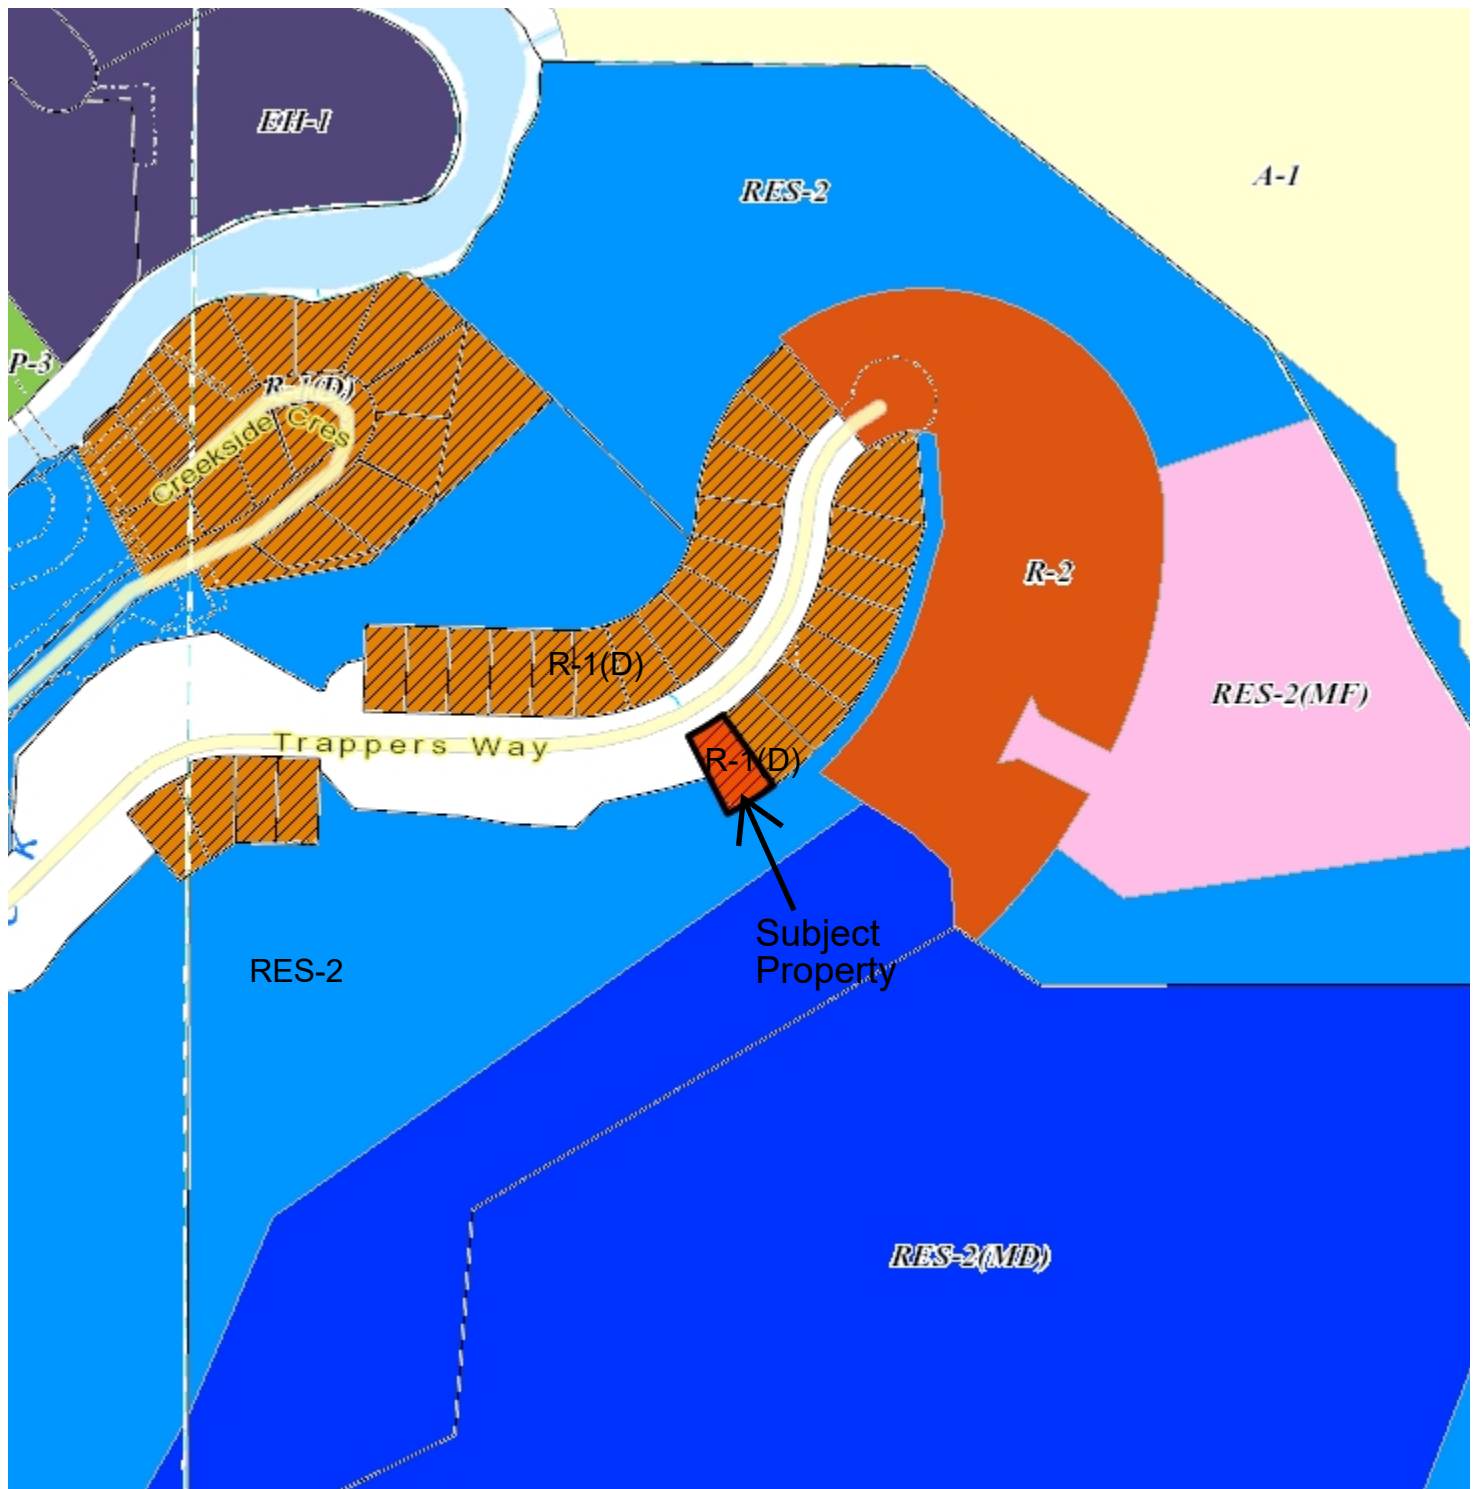 EH-1
RES-2
A-1
P-3
R-1(D)
Creekside Cres
R-2
R-1(D)
RES-2(MF)
Trappers Way
R-1(D)
Subject
Property
RES-2
RES-2(MD)